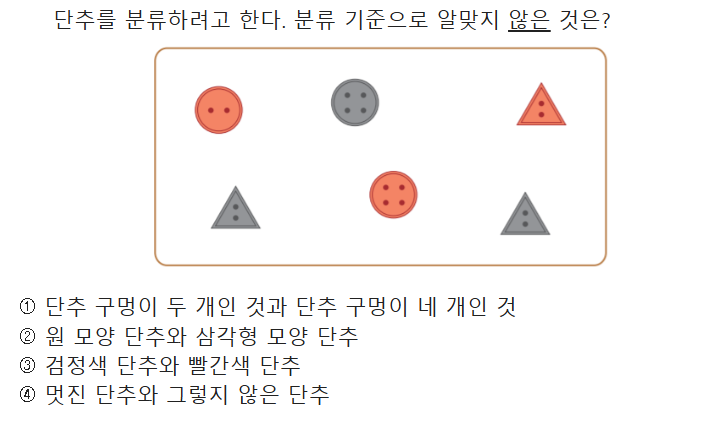 단추를 분류하려고 한다. 분류 기준으로 알맞지 않은 것은?
① 단추 구멍이 두 개인 것과 단추 구멍이 네 개인 것
② 원 모양 단추와 삼각형 모양 단추
③ 검정색 단추와 빨간색 단추
④ 멋진 단추와 그렇지 않은 단추